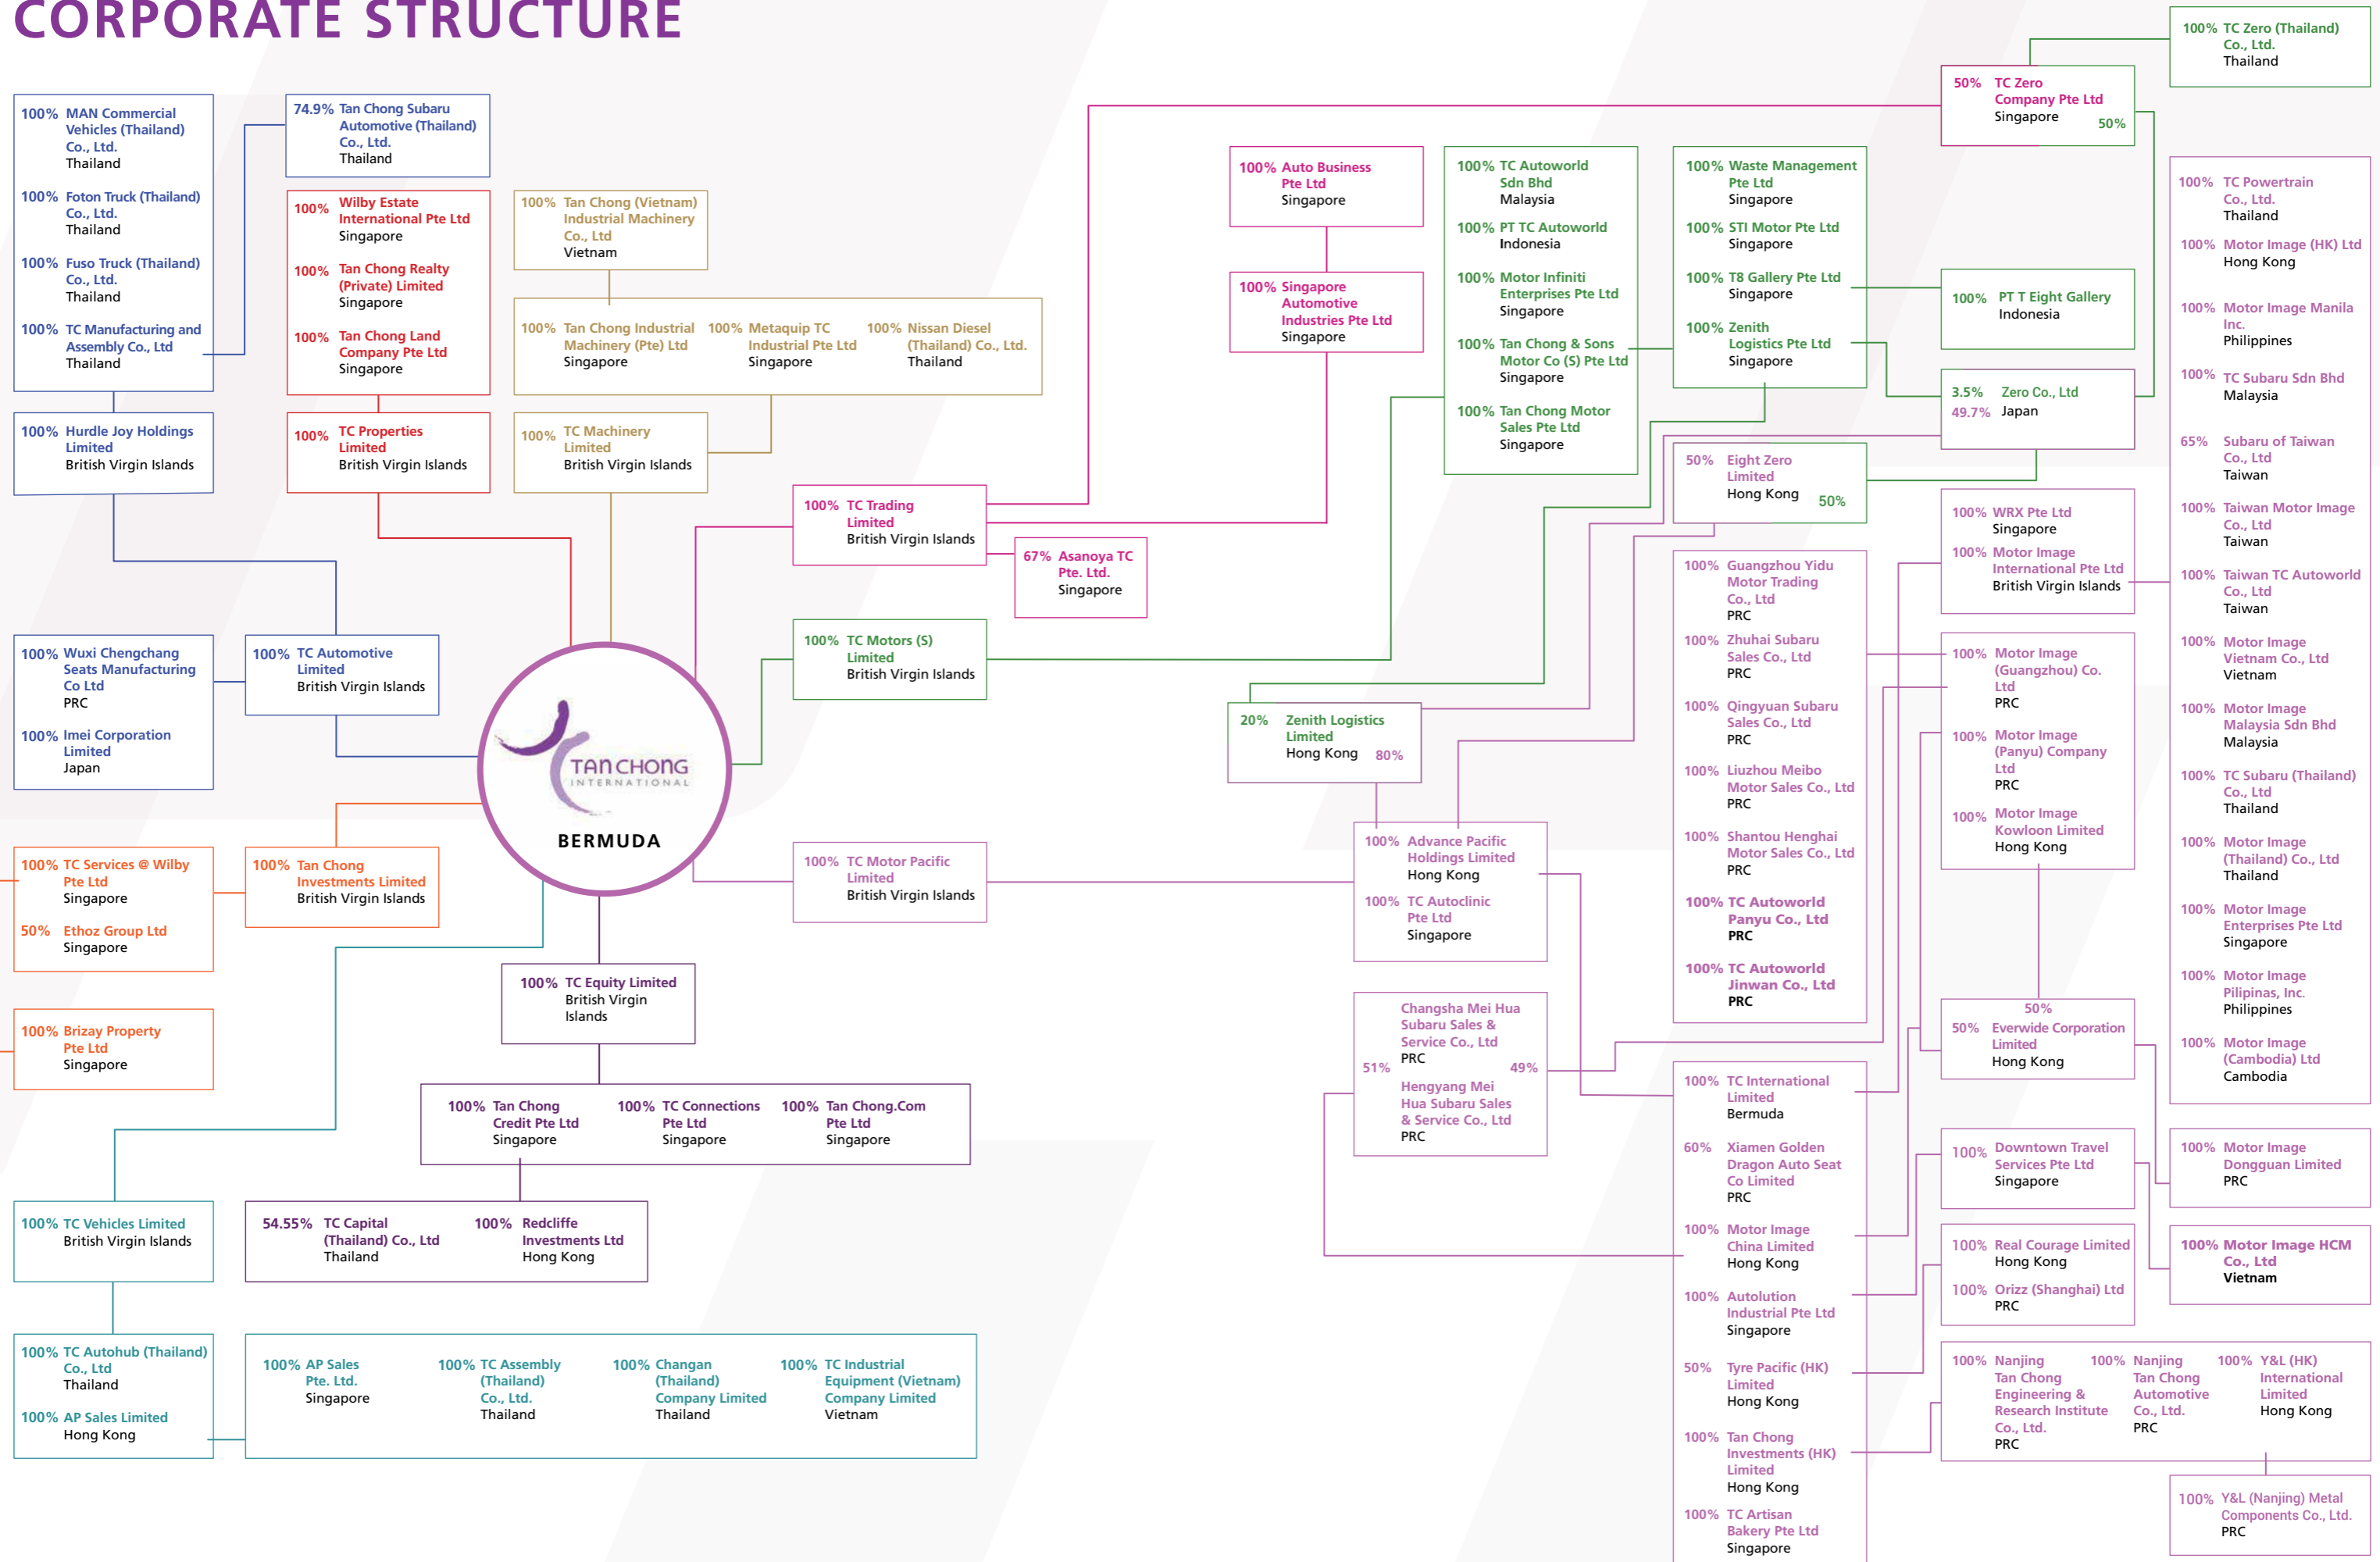 CORPORATE STRUCTURE
100% MAN Commercial
Vehicles (Thailand)
Co., Ltd.
Thailand
100% Foton Truck (Thailand)
Co., Ltd.
Thailand
100% Fuso Truck (Thailand)
Co., Ltd.
Thailand
100% TC Manufacturing and
Assembly Co., Ltd
Thailand
74.9% Tan Chong Subaru
Automotive (Thailand)
Co., Ltd.
Thailand
100% Wilby Estate
International Pte Ltd
Singapore
100% Tan Chong Realty
(Private) Limited
Singapore
100% Tan Chong Land
Company Pte Ltd
Singapore
100% Tan Chong (Vietnam)
Industrial Machinery
Co., Ltd
Vietnam
100% Tan Chong Industrial
Machinery (Pte) Ltd
Singapore
100% Metaquip TC
Industrial Pte Ltd
Singapore
100% Nissan Diesel
(Thailand) Co., Ltd.
Thailand
100% Hurdle Joy Holdings
Limited
British Virgin Islands
100% TC Properties
Limited
British Virgin Islands
100% TC Machinery
Limited
British Virgin Islands
100% Wuxi Chengchang
Seats Manufacturing
Co Ltd
PRC
100% Imei Corporation
Limited
Japan
100% TC Automotive
Limited
British Virgin Islands
TAN CHONG
INTERNATIONAL
BERMUDA
100% TC Services @ Wilby
Pte Ltd
Singapore
50% Ethoz Group Ltd
Singapore
100% Tan Chong
Investments Limited
British Virgin Islands
100% Brizay Property
Pte Ltd
Singapore
100% TC Equity Limited
British Virgin
Islands
100% Tan Chong
Credit Pte Ltd
Singapore
100% TC Connections
Pte Ltd
Singapore
100% Tan Chong.Com
Pte Ltd
Singapore
54.55% TC Capital
(Thailand) Co., Ltd
Thailand
100% Redcliffe
Investments Ltd
Hong Kong
100% TC Vehicles Limited
British Virgin Islands
100% TC Autohub (Thailand)
Co., Ltd
Thailand
100% AP Sales Limited
Hong Kong
100% AP Sales
Pte. Ltd.
Singapore
100% TC Assembly
(Thailand)
Co., Ltd.
Thailand
100% Changan
(Thailand)
Company Limited
Thailand
100% TC Industrial
Equipment (Vietnam)
Company Limited
Vietnam
100% TC Trading
Limited
British Virgin Islands
67% Asanoya TC
Pte. Ltd.
Singapore
100% TC Motors (S)
Limited
British Virgin Islands
100% TC Motor Pacific
Limited
British Virgin Islands
100% Auto Business
Pte Ltd
Singapore
100% Singapore
Automotive
Industries Pte Ltd
Singapore
100% TC Autoworld
Sdn Bhd
Malaysia
100% PT TC Autoworld
Indonesia
100% Motor Infiniti
Enterprises Pte Ltd
Singapore
100% Tan Chong & Sons
Motor Co (S) Pte Ltd
Singapore
100% Tan Chong Motor
Sales Pte Ltd
Singapore
100% Waste Management
Pte Ltd
Singapore
100% STI Motor Pte Ltd
Singapore
100% T8 Gallery Pte Ltd
Singapore
100% Zenith
Logistics Pte Ltd
Singapore
50% TC Zero
Company Pte Ltd
Singapore
50%
100% TC Zero (Thailand)
Co., Ltd.
Thailand
100% PT T Eight Gallery
Indonesia
3.5% Zero Co., Ltd
49.7% Japan
50% Eight Zero
Limited
Hong Kong
50%
20% Zenith Logistics
Limited
Hong Kong 80%
100% Advance Pacific
Holdings Limited
Hong Kong
100% TC Autoclinic
Pte Ltd
Singapore
Changsha Mei Hua
Subaru Sales &
Service Co., Ltd
PRC
51% 49%
Hengyang Mei
Hua Subaru Sales
& Service Co., Ltd
PRC
100% Guangzhou Yidu
Motor Trading
Co., Ltd
PRC
100% Zhuhai Subaru
Sales Co., Ltd
PRC
100% Qingyuan Subaru
Sales Co., Ltd
PRC
100% Liuzhou Meibo
Motor Sales Co., Ltd
PRC
100% Shantou Henghai
Motor Sales Co., Ltd
PRC
100% TC Autoworld
Panyu Co., Ltd
PRC
100% TC Autoworld
Jinwan Co., Ltd
PRC
100% TC International
Limited
Bermuda
60% Xiamen Golden
Dragon Auto Seat
Co Limited
PRC
100% Motor Image
China Limited
Hong Kong
100% Autolution
Industrial Pte Ltd
Singapore
50% Tyre Pacific (HK)
Limited
Hong Kong
100% Tan Chong
Investments (HK)
Limited
Hong Kong
100% TC Artisan
Bakery Pte Ltd
Singapore
100% WRX Pte Ltd
Singapore
100% Motor Image
International Pte Ltd
British Virgin Islands
100% Motor Image
(Guangzhou) Co.
Ltd
PRC
100% Motor Image
(Panyu) Company
Ltd
PRC
100% Motor Image
Kowloon Limited
Hong Kong
50%
50% Everwide Corporation
Limited
Hong Kong
100% Downtown Travel
Services Pte Ltd
Singapore
100% Real Courage Limited
Hong Kong
100% Orizz (Shanghai) Ltd
PRC
100% Nanjing
Tan Chong
Engineering &
Research Institute
Co., Ltd.
PRC
100% Nanjing
Tan Chong
Automotive
Co., Ltd.
PRC
100% Y&L (HK)
International
Limited
Hong Kong
100% TC Powertrain
Co., Ltd.
Thailand
100% Motor Image (HK) Ltd
Hong Kong
100% Motor Image Manila
Inc.
Philippines
100% TC Subaru Sdn Bhd
Malaysia
65% Subaru of Taiwan
Co., Ltd
Taiwan
100% Taiwan Motor Image
Co., Ltd
Taiwan
100% Taiwan TC Autoworld
Co., Ltd
Taiwan
100% Motor Image
Vietnam Co., Ltd
Vietnam
100% Motor Image
Malaysia Sdn Bhd
Malaysia
100% TC Subaru (Thailand)
Co., Ltd
Thailand
100% Motor Image
(Thailand) Co., Ltd
Thailand
100% Motor Image
Enterprises Pte Ltd
Singapore
100% Motor Image
Pilipinas, Inc.
Philippines
100% Motor Image
(Cambodia) Ltd
Cambodia
100% Motor Image
Dongguan Limited
PRC
100% Motor Image HCM
Co., Ltd
Vietnam
100% Y&L (Nanjing) Metal
Components Co., Ltd.
PRC